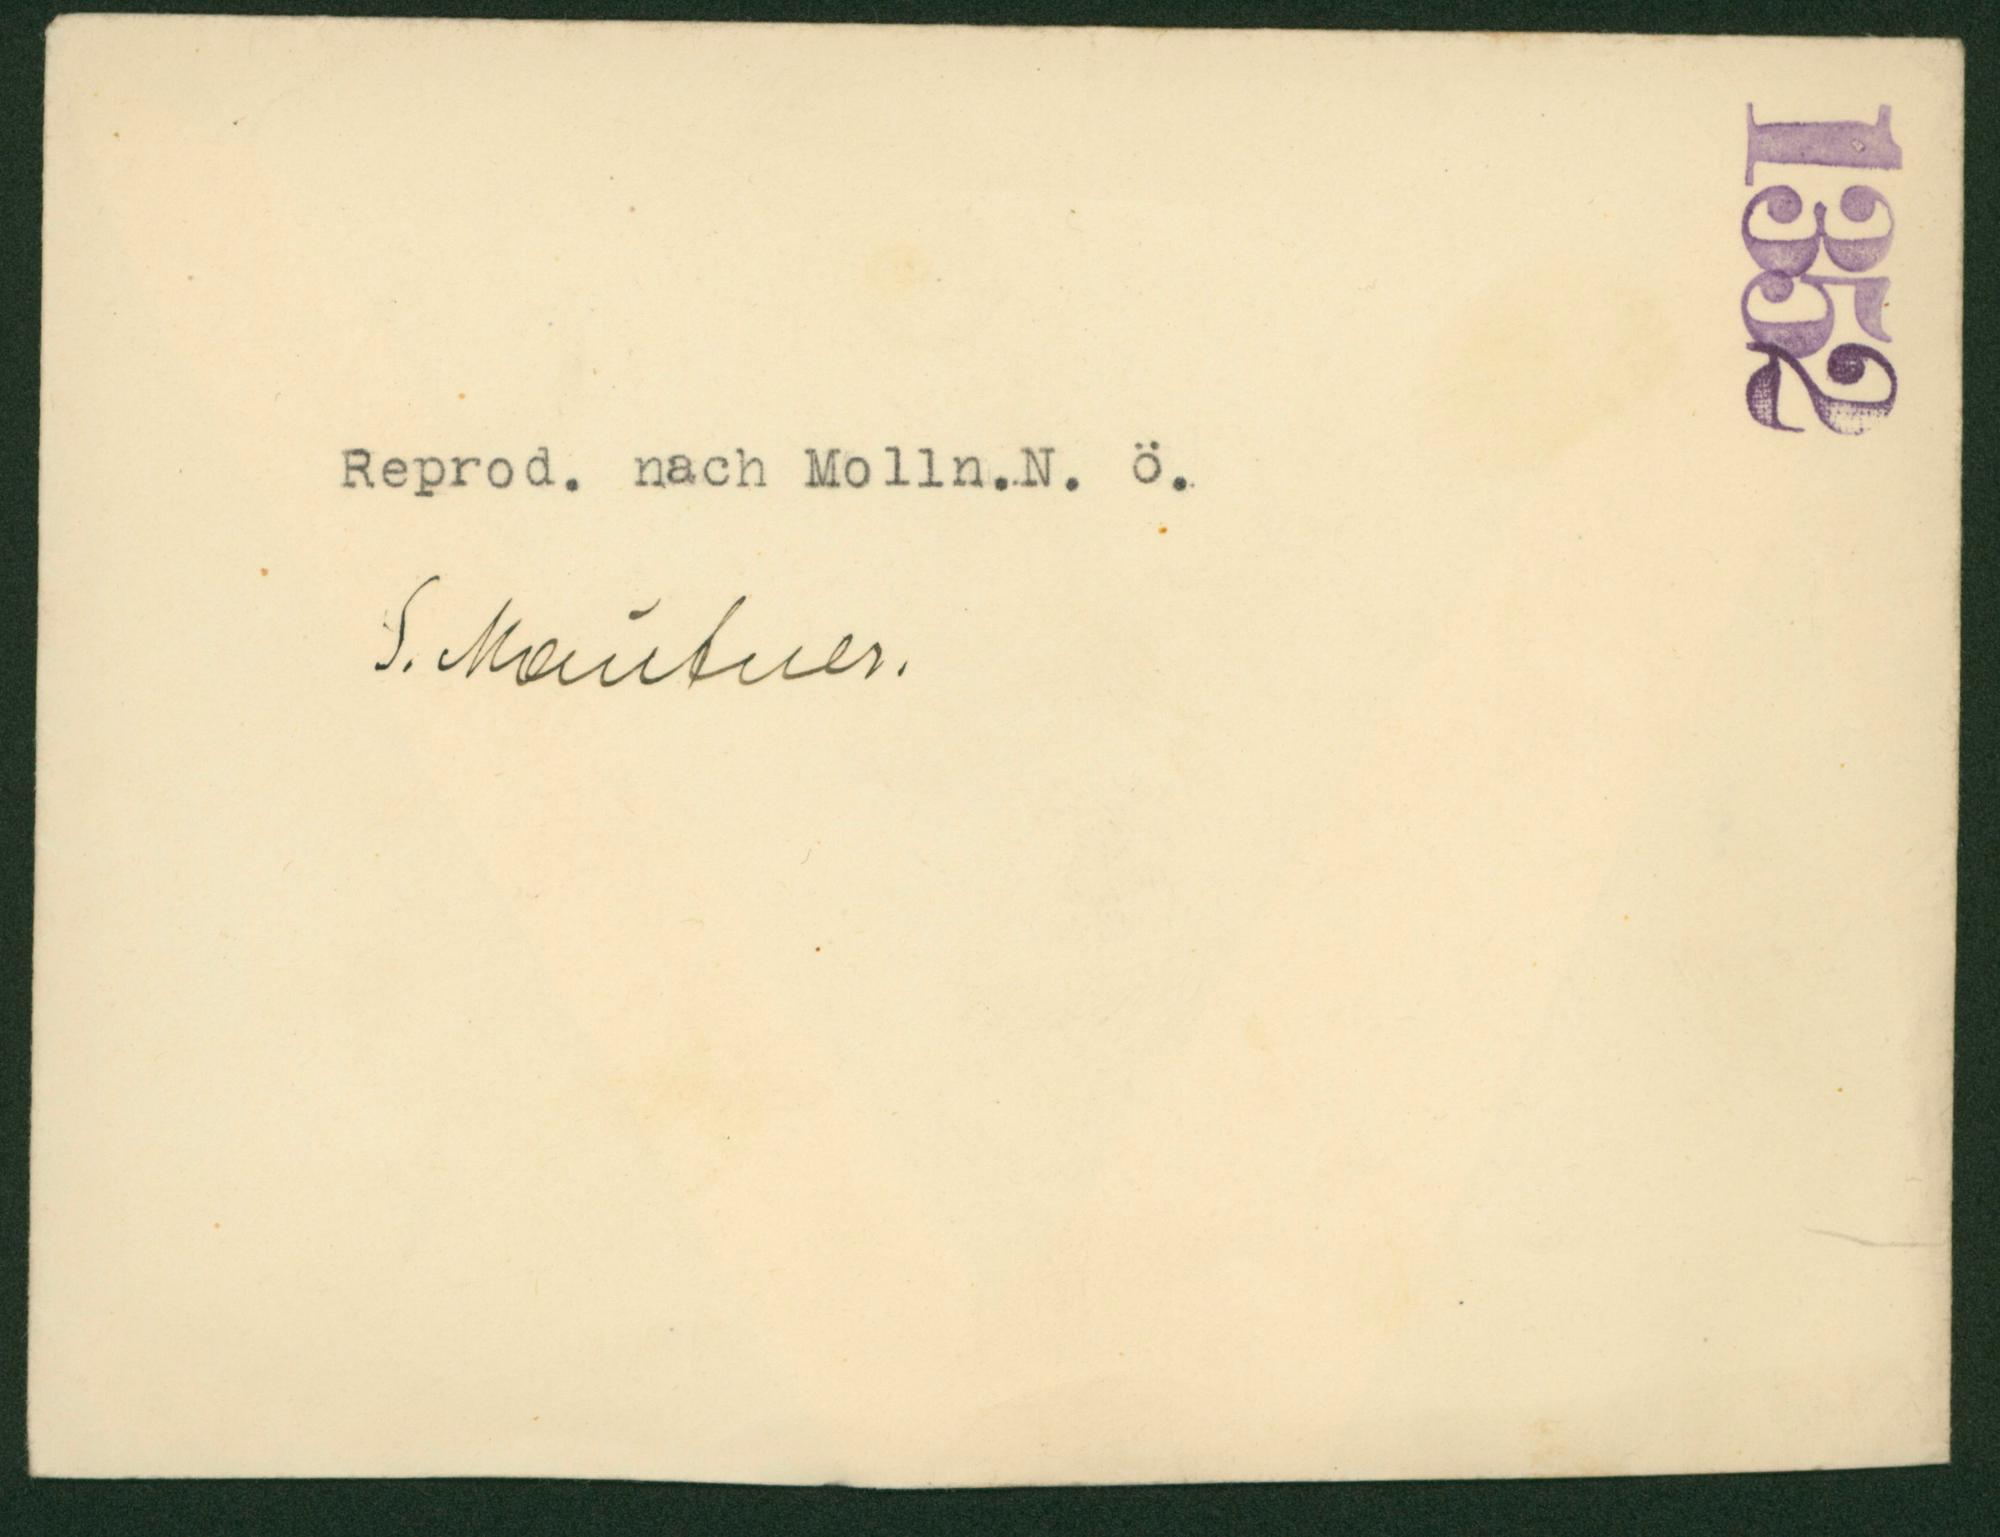 1352
Reprod. nach Molln.N. ö.
S. Mautner.